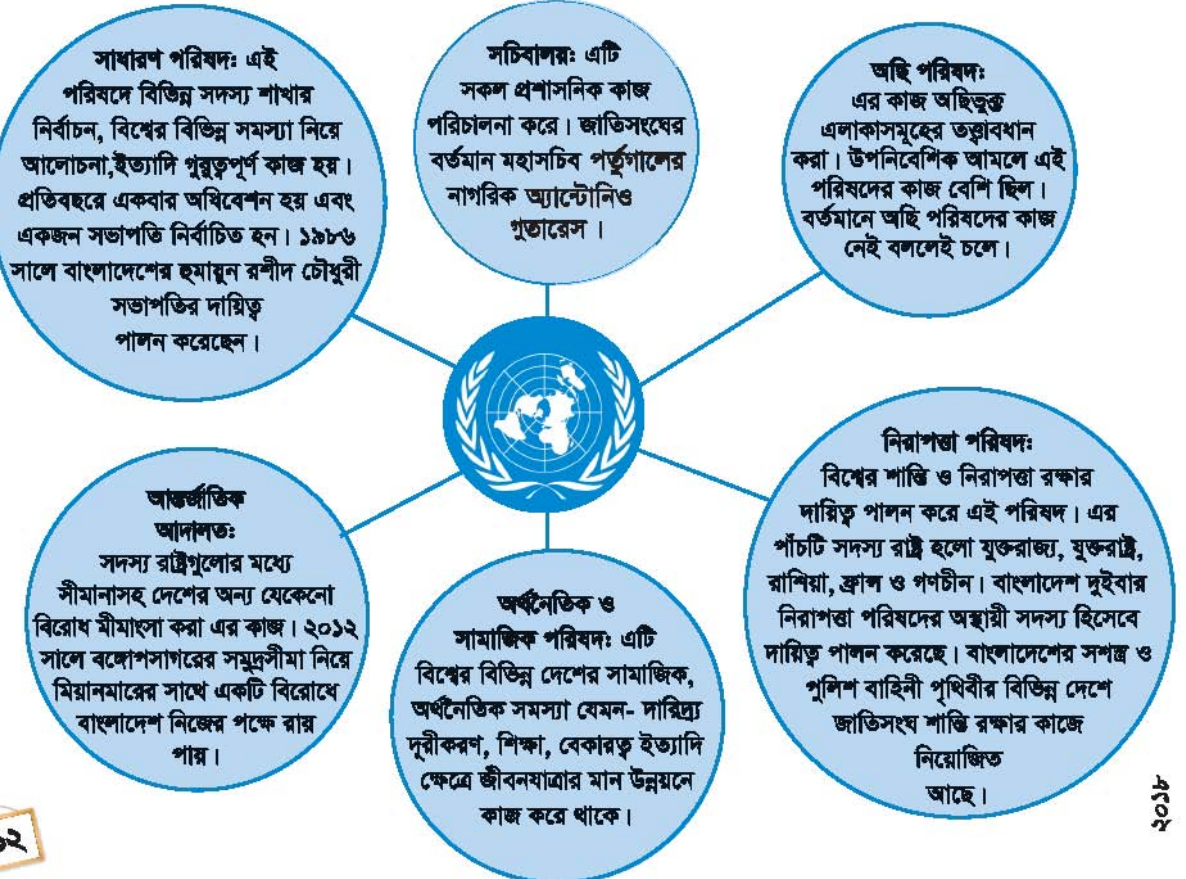 সাধারণ পরিষদ: এই
পরিষদে বিভিন্ন সদস্য শাখার
নির্বাচন, বিশ্বের বিভিন্ন সমস্যা নিয়ে
আলোচনা,ইত্যাদি গুরুত্বপূর্ণ কাজ হয়।
প্রতিবছরে একবার অধিবেশন হয় এবং
একজন সভাপতি নির্বাচিত হন। ১৯৮৬
সালে বাংলাদেশের হুমায়ুন রশীদ চৌধুরী
সভাপতির দায়িত্ব
পালন করেছেন।
সচিবালয়: এটি
সকল প্রশাসনিক কাজ
পরিচালনা করে। জাতিসংঘের
বর্তমান মহাসচিব পর্তুগালের
নাগরিক অ্যান্টোনিও
গুতারেস ।
অছি পরিষদ:
এর কাজ অছিভুক্ত
এলাকাসমূহের তত্ত্বাবধান
করা। উপনিবেশিক আমলে এই
পরিষদের কাজ বেশি ছিল।
বর্তমানে অছি পরিষদের কাজ
নেই বললেই চলে।
আন্তর্জাতিক
আদালত:
সদস্য রাষ্ট্রগুলোর মধ্যে
সীমানাসহ দেশের অন্য যেকেনো
বিরোধ মীমাংসা করা এর কাজ। ২০১২
সালে বঙ্গোপসাগরের সমুদ্রসীমা নিয়ে
মিয়ানমারের সাথে একটি বিরোধে
বাংলাদেশ নিজের পক্ষে রায়
পায়।
অর্থনৈতিক ও
সামাজিক পরিষদ: এটি
বিশ্বের বিভিন্ন দেশের সামাজিক,
অর্থনৈতিক সমস্যা যেমন- দারিদ্র্য
দূরীকরণ, শিক্ষা, বেকারত্ব ইত্যাদি
ক্ষেত্রে জীবনযাত্রার মান উন্নয়নে
কাজ করে থাকে।
নিরাপত্তা পরিষদ:
বিশ্বের শান্তি ও নিরাপত্তা রক্ষার
দায়িত্ব পালন করে এই পরিষদ। এর
পাঁচটি সদস্য রাষ্ট্র হলো যুক্তরাজ্য, যুক্তরাষ্ট্র,
রাশিয়া, ফ্রান্স ও গণচীন। বাংলাদেশ দুইবার
নিরাপত্তা পরিষদের অস্থায়ী সদস্য হিসেবে
দায়িত্ব পালন করেছে। বাংলাদেশের সশস্ত্র ও
পুলিশ বাহিনী পৃথিবীর বিভিন্ন দেশে
জাতিসংঘ শান্তি রক্ষার কাজে
নিয়োজিত
আছে।
২০১৮